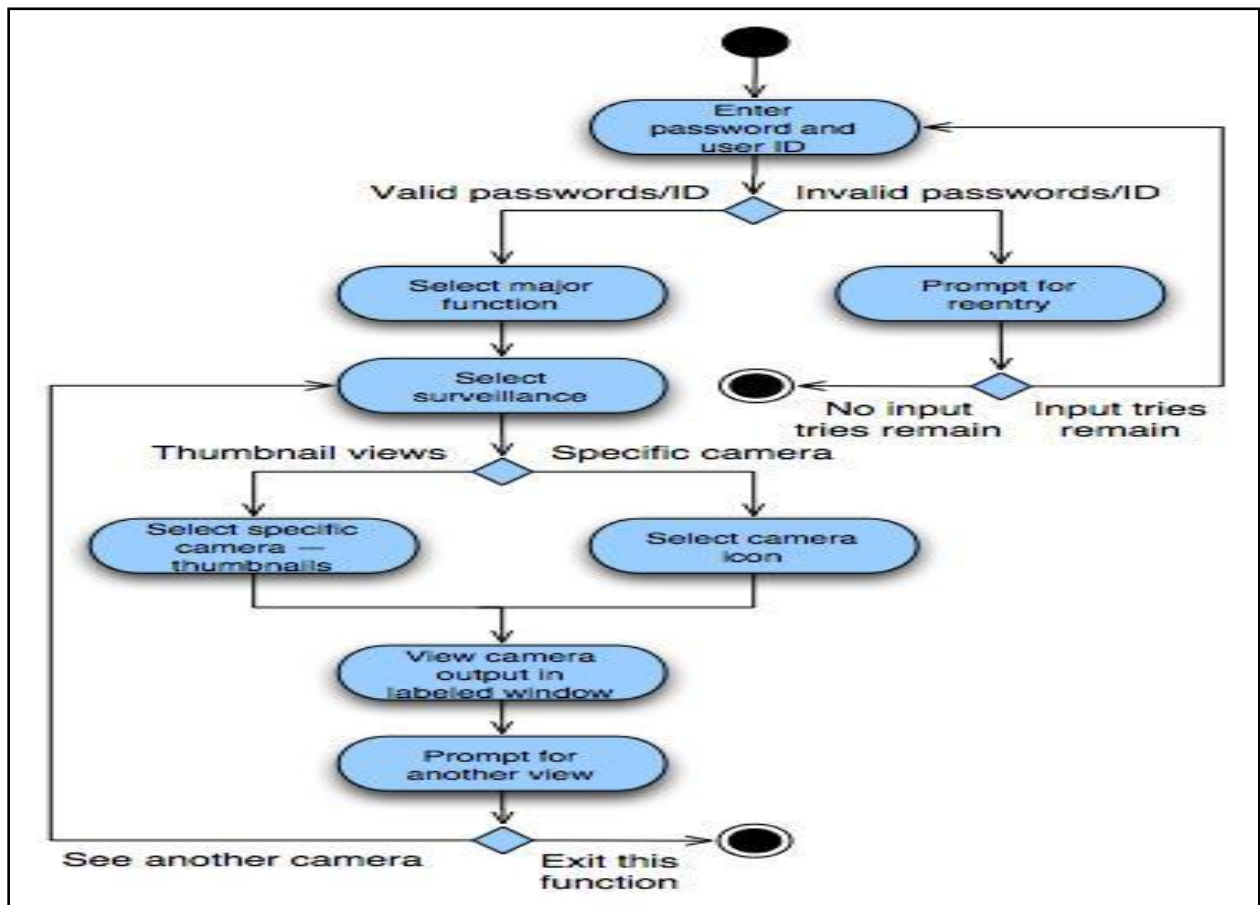 Enter
password and
user ID
Valid passwords/ID
Invalid passwords/ID
Select major
function
Prompt for
reentry
Select
surveillance
No input
tries remain
Input tries
remain
Thumbnail views
Specific camera
Select specific
camera —
thumbnails
Select camera
icon
View camera
output in
labeled window
Prompt for
another view
See another camera
Exit this
function